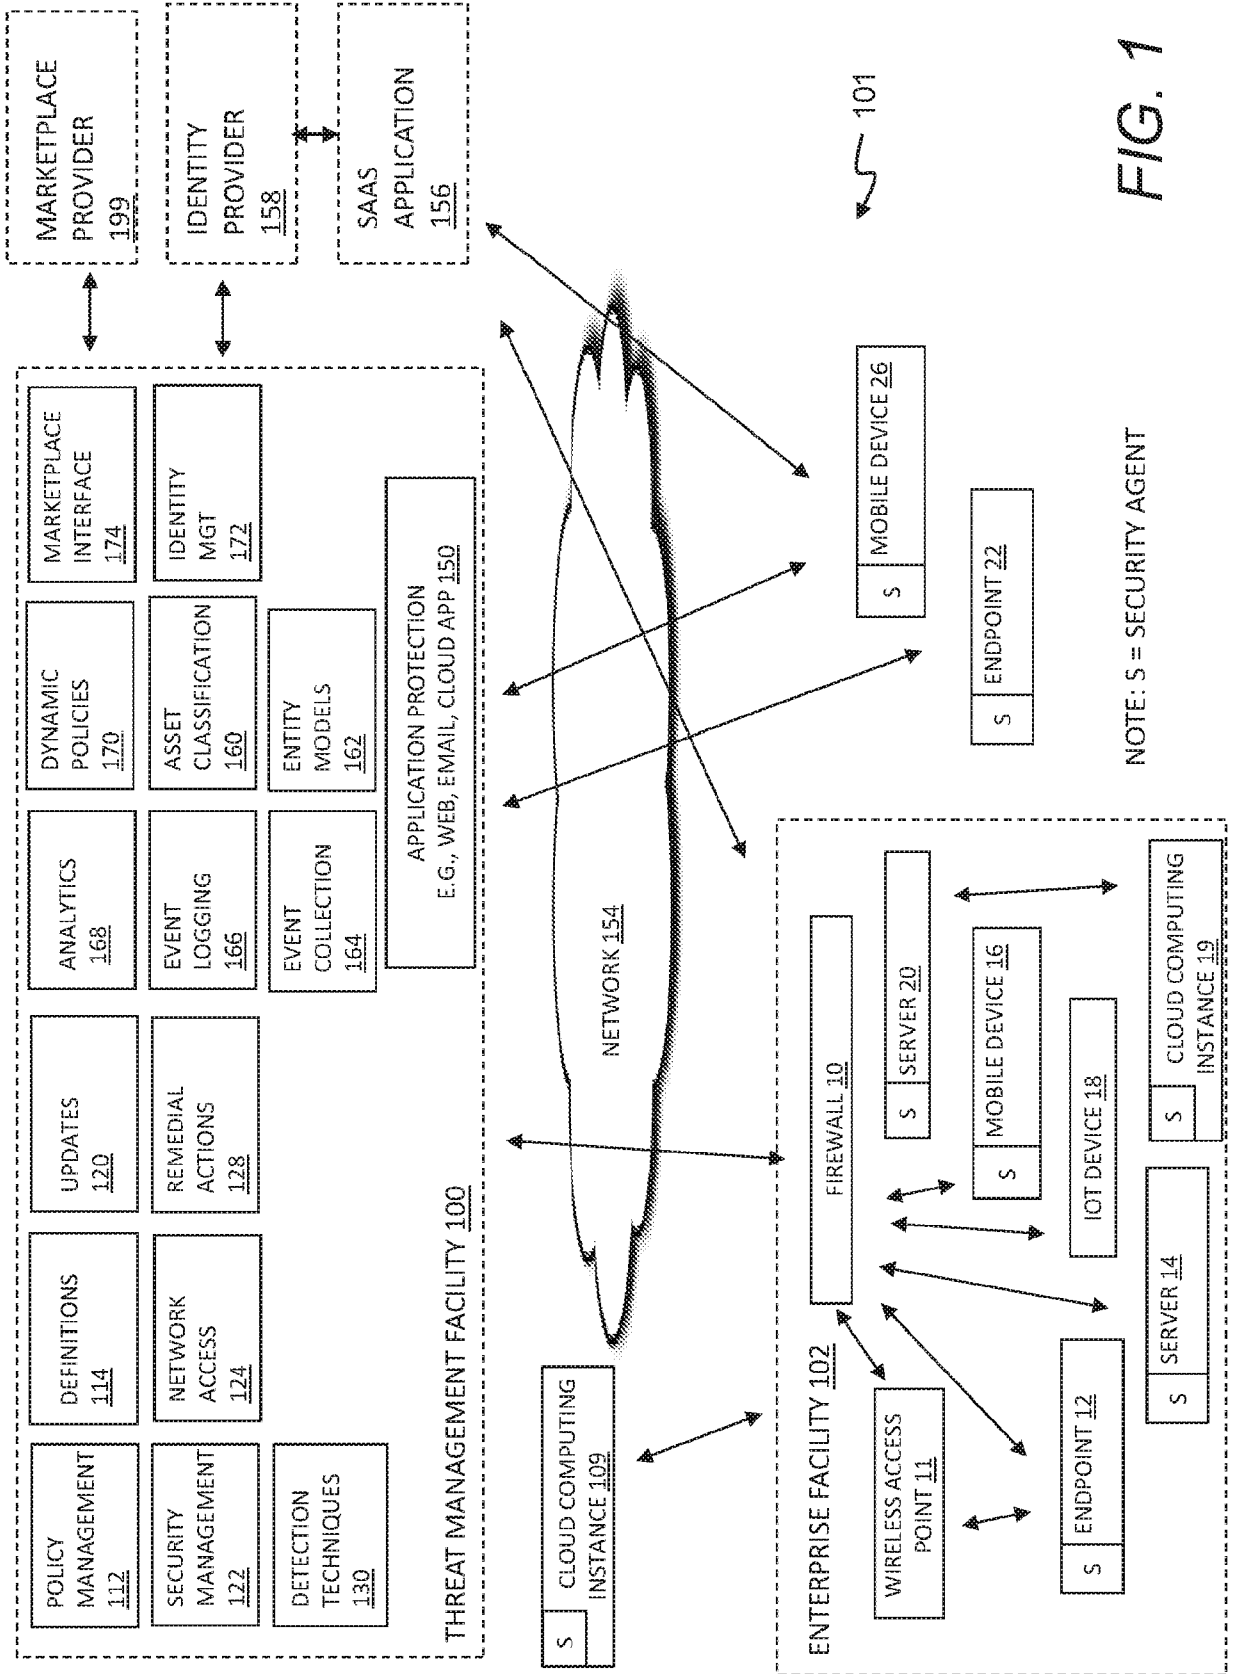 POLICY
MANAGEMENT
112
DEFINITIONS
114
UPDATES
120
ANALYTICS
168
DYNAMIC
POLICIES
170
MARKETPLACE
INTERFACE
174
MARKETPLACE
PROVIDER
199
SECURITY
MANAGEMENT
122
NETWORK
ACCESS
124
REMEDIAL
ACTIONS
128
EVENT
LOGGING
166
ASSET
CLASSIFICATION
160
IDENTITY
MGT
172
IDENTITY
PROVIDER
158
DETECTION
TECHNIQUES
130
EVENT
COLLECTION
164
ENTITY
MODELS
162
APPLICATION PROTECTION
E.G., WEB, EMAIL, CLOUD APP 150
SAAS
APPLICATION
156
THREAT MANAGEMENT FACILITY 100
S
CLOUD COMPUTING
INSTANCE 109
NETWORK 154
101
ENTERPRISE FACILITY 102
FIREWALL 10
WIRELESS ACCESS
POINT 11
S
SERVER 20
S
MOBILE DEVICE 16
IOT DEVICE 18
S
ENDPOINT 12
S
SERVER 14
S
CLOUD COMPUTING
INSTANCE 19
S
MOBILE DEVICE 26
S
ENDPOINT 22
NOTE: S = SECURITY AGENT
FIG. 1